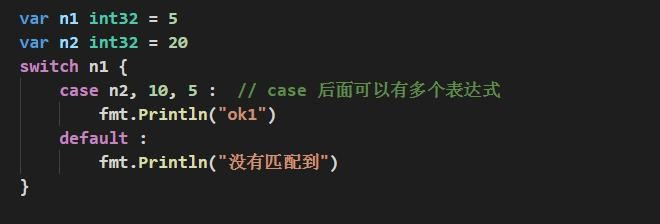 var n1 int32 = 5
var n2 int32 = 20
switch n1 {
    case n2, 10, 5 :  // case 后面可以有多个表达式
        fmt.Println("ok1")
    default :
        fmt.Println("没有匹配到")
}